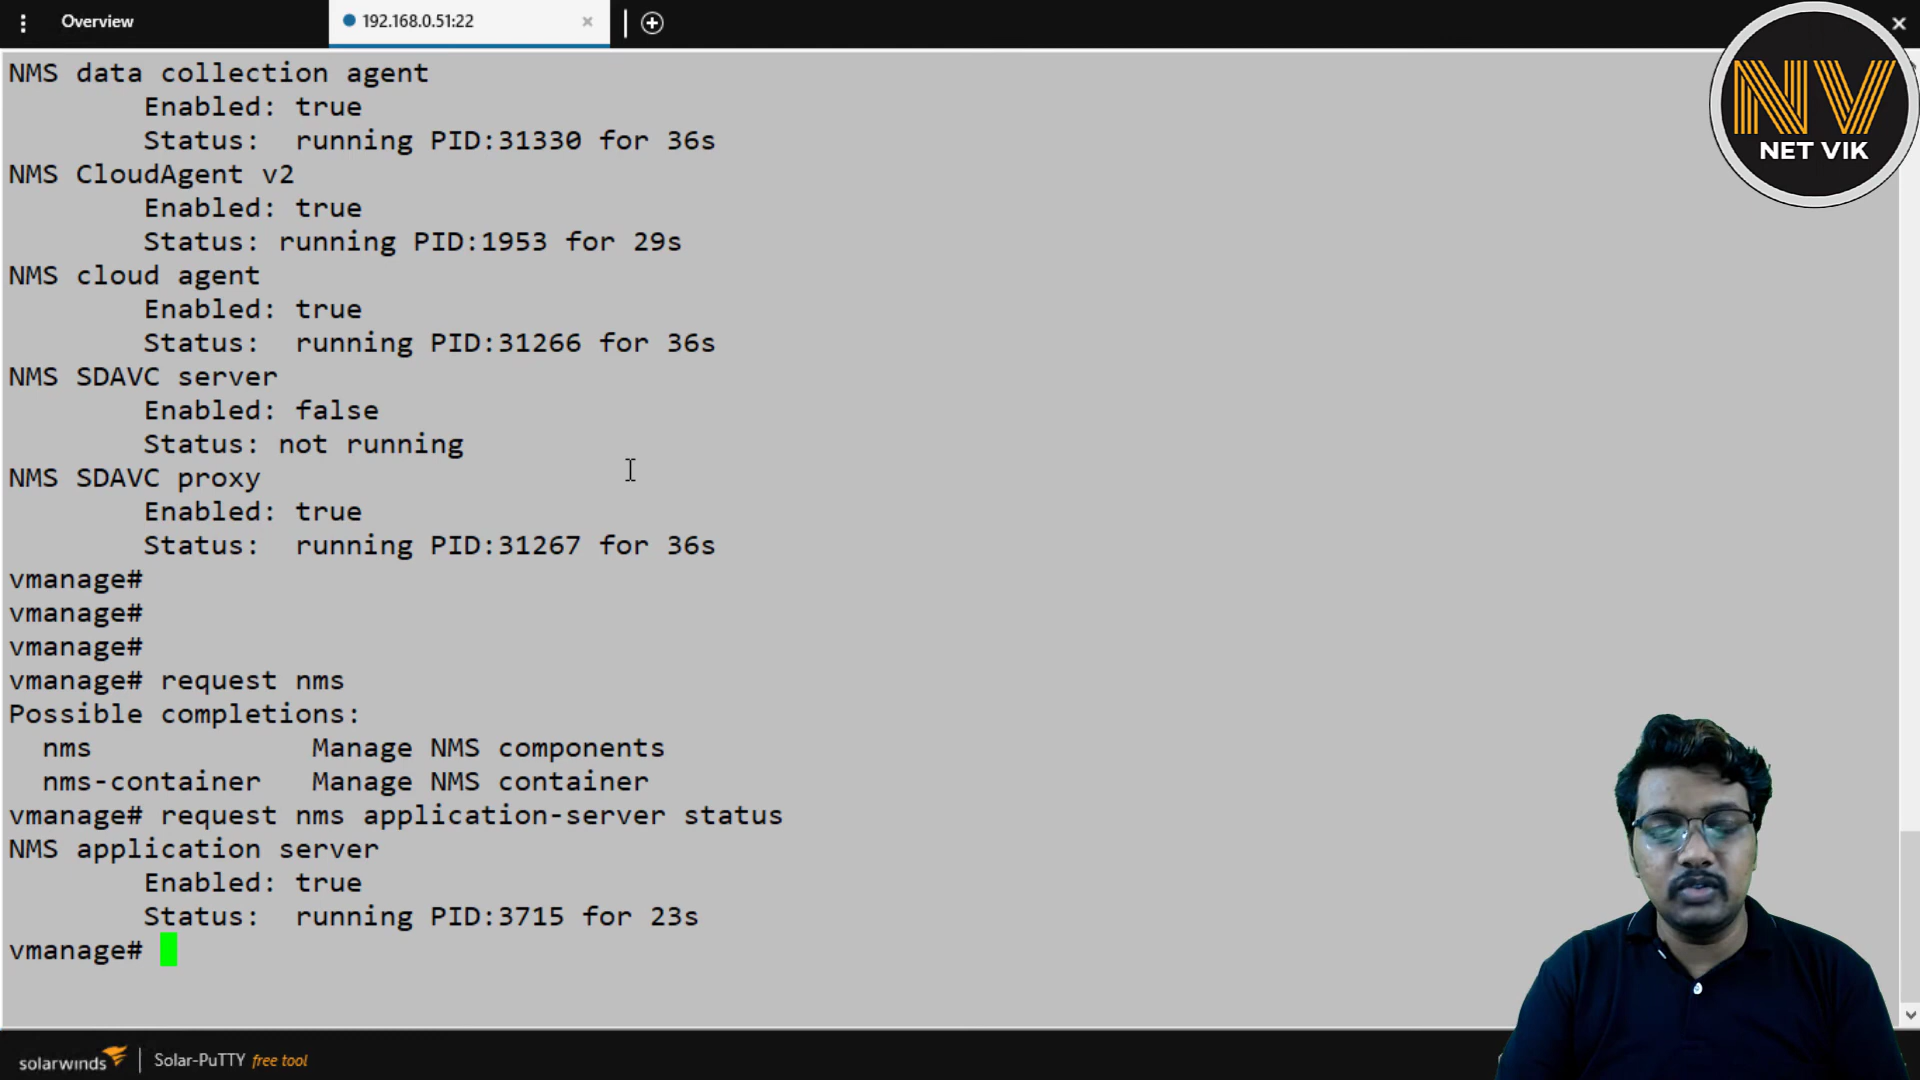 Overview
192.168.0.51:22
NMS data collection agent
Enabled: true
Status:  running PID:31330 for 36s
NMS CloudAgent v2
Enabled: true
Status: running PID:1953 for 29s
NMS cloud agent
Enabled: true
Status:  running PID:31266 for 36s
NMS SDAVC server
Enabled: false
Status: not running
NMS SDAVC proxy
Enabled: true
Status:  running PID:31267 for 36s
vmanage#
vmanage#
vmanage#
vmanage# request nms
Possible completions:
nms             Manage NMS components
nms-container   Manage NMS container
vmanage# request nms application-server status
NMS application server
Enabled: true
Status:  running PID:3715 for 23s
vmanage#
NV
NET VIK
solarwinds | Solar-PuTTY free tool